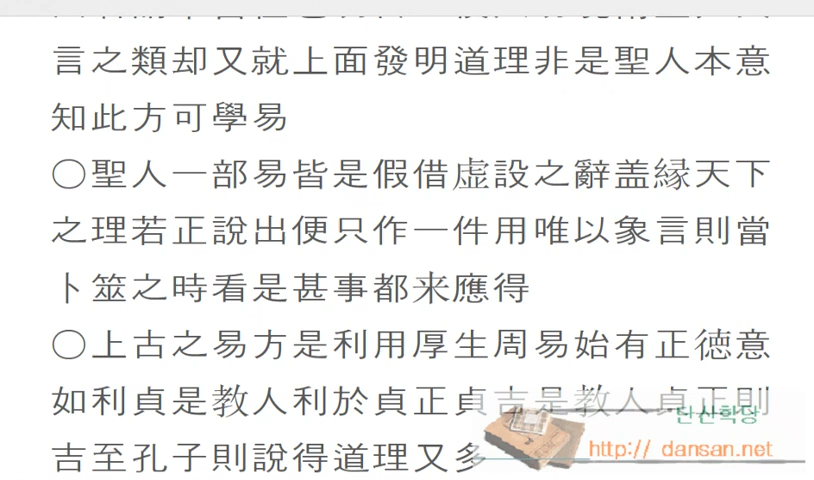 言之類却又就上面發明道理非是聖人本意
知此方可學易
〇聖人一部易皆是假借虛設之辭盖縁天下
之理若正說出便只作一件用唯以象言則當
卜筮之時看是甚事都来應得
〇上古之易方是利用厚生周易始有正徳意
如利貞是教人利於貞正貞吉是教人貞正則
吉至孔子則說得道理又多
단산학당
http:// dansan.net